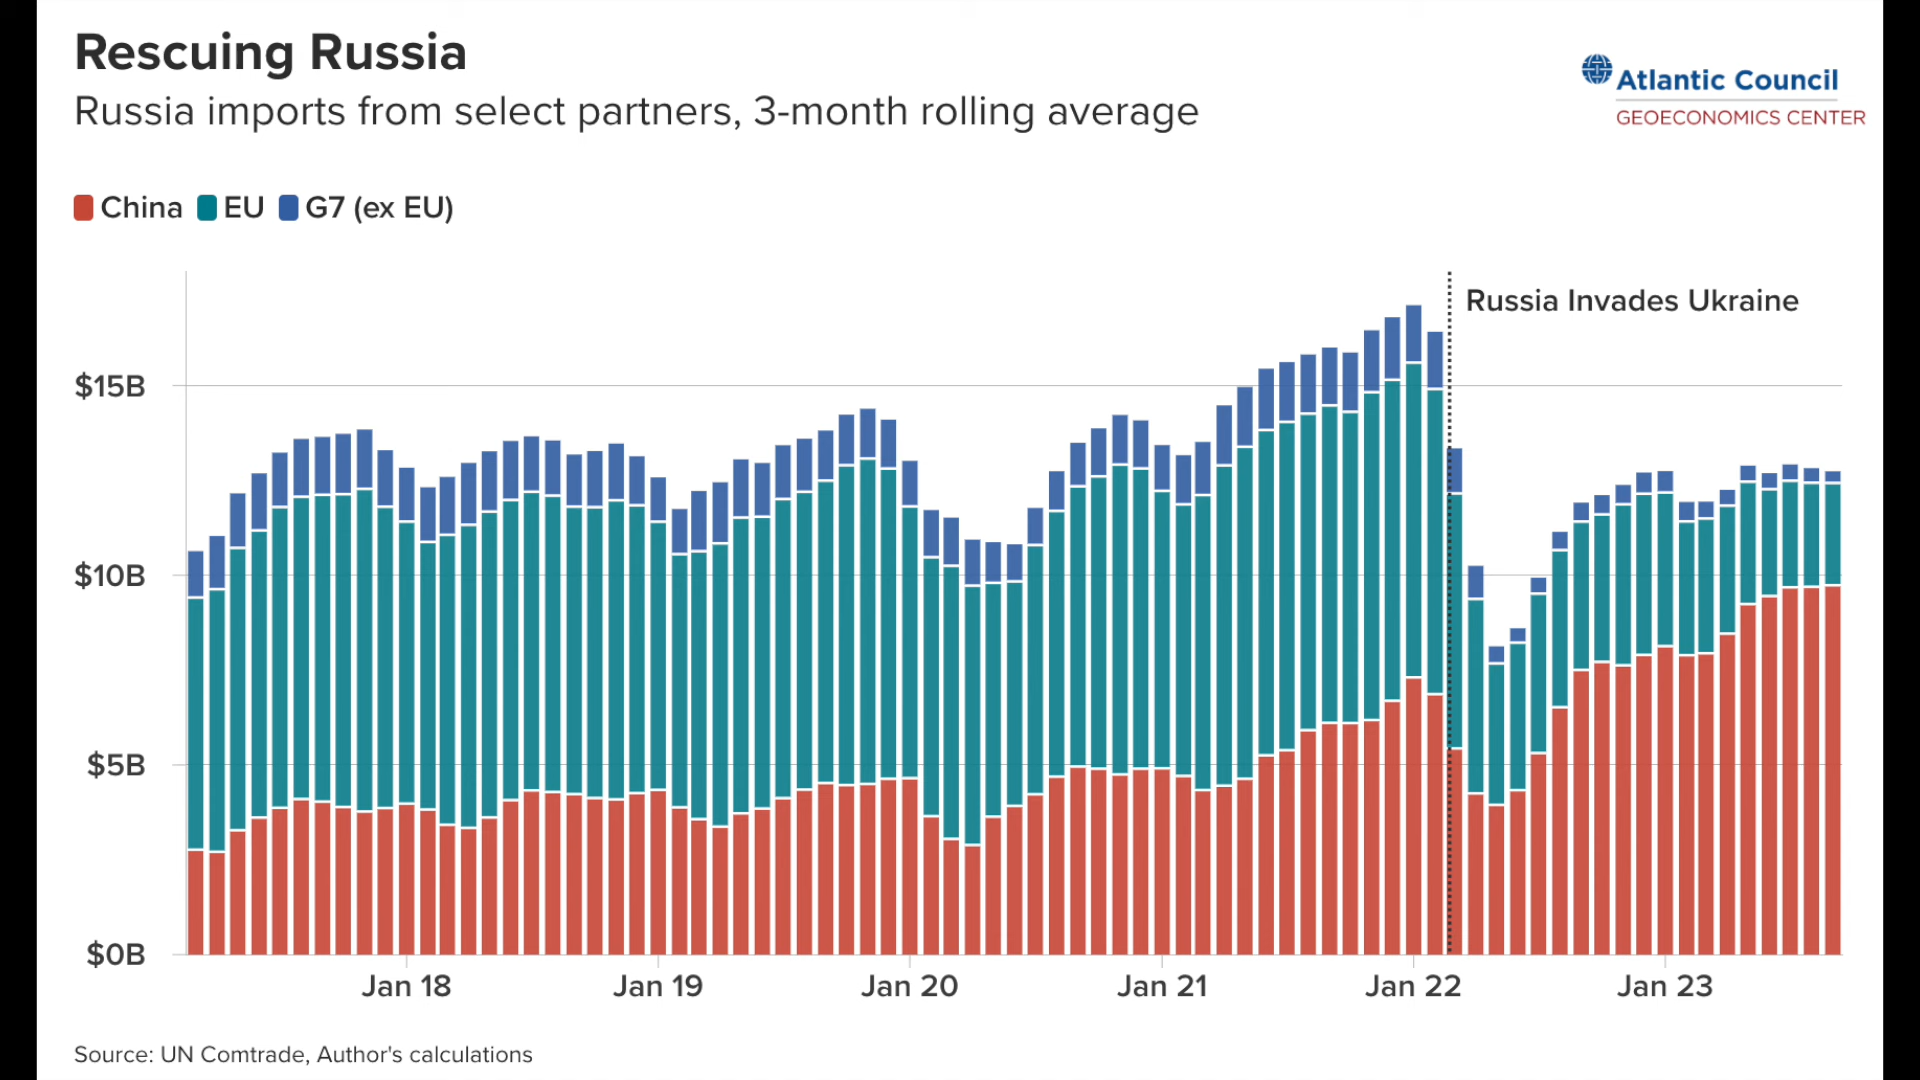 Rescuing Russia
Russia imports from select partners, 3-month rolling average
Atlantic Council
GEOECONOMICS CENTER
China EU G7 (ex EU)
Russia Invades Ukraine
$15B
$10B
$5B
$0B
Jan 18 Jan 19 Jan 20 Jan 21 Jan 22 Jan 23
Source: UN Comtrade, Author's calculations